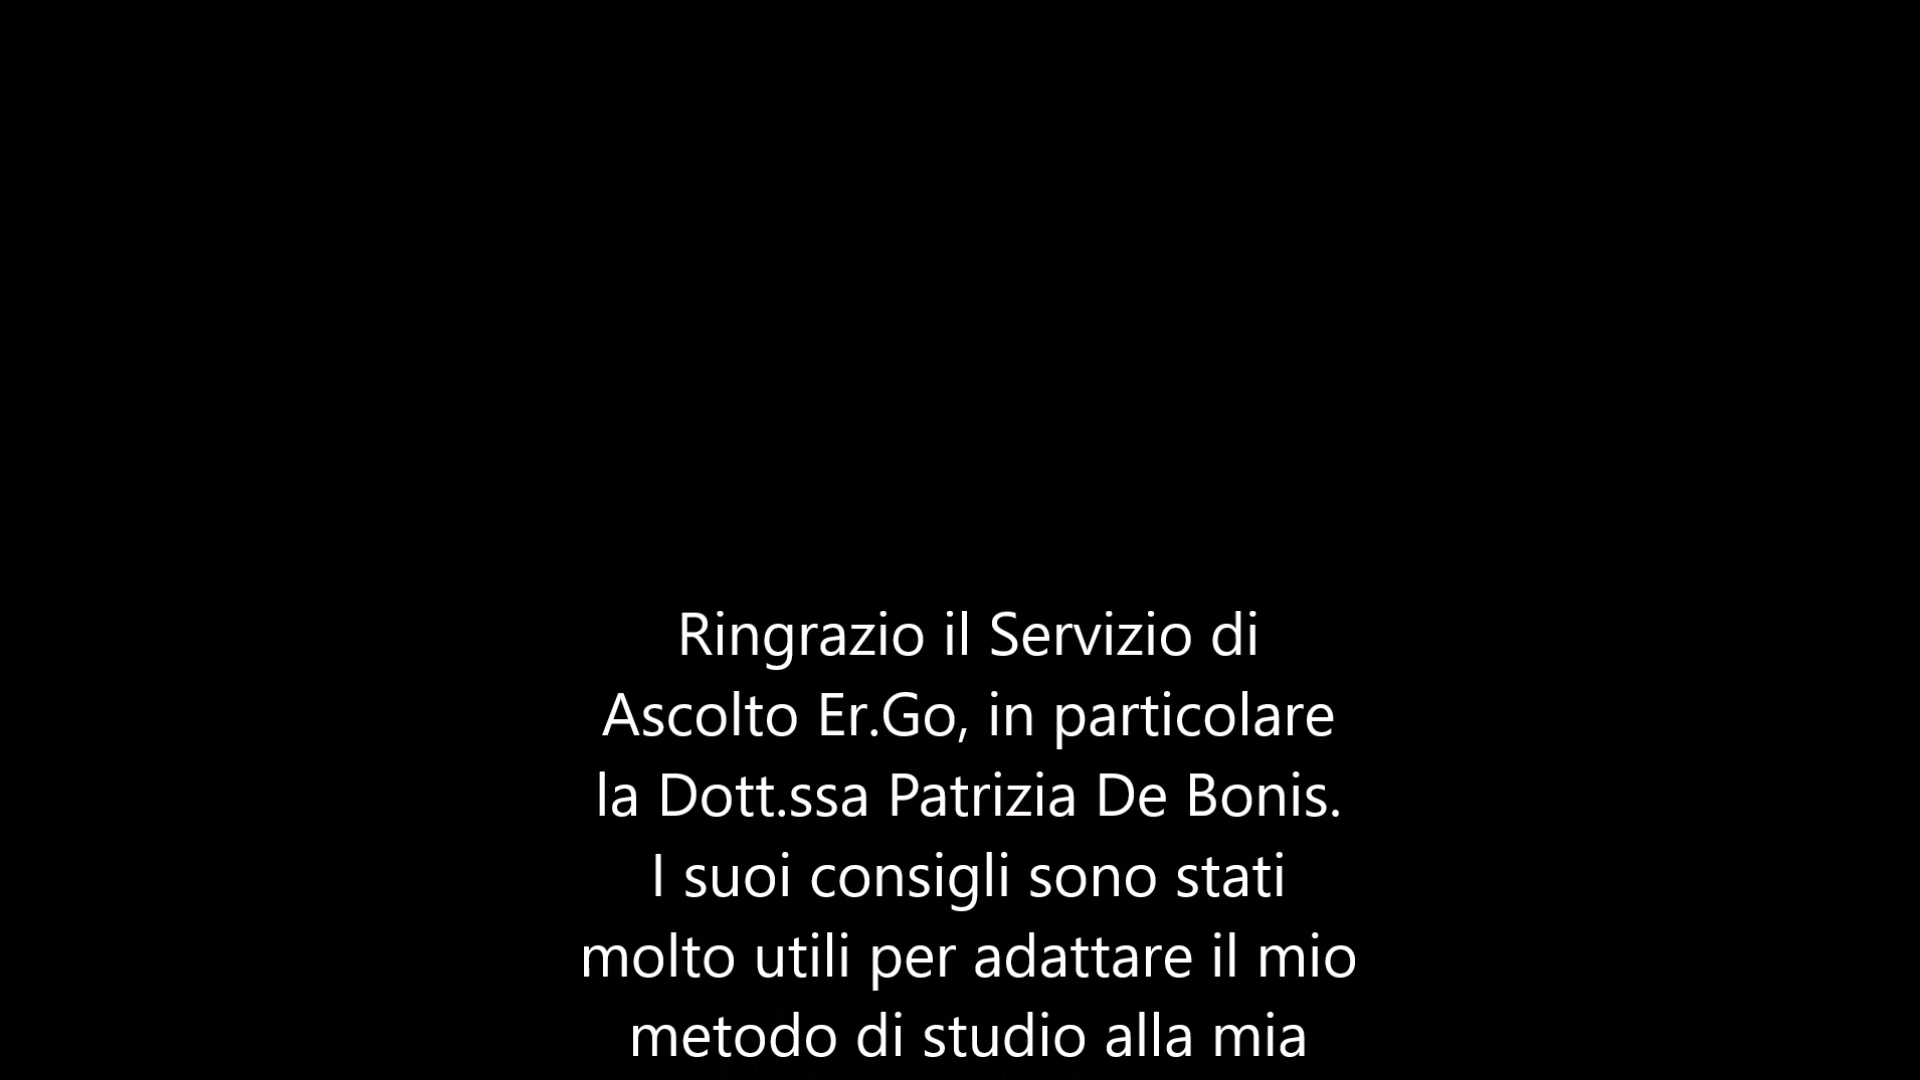 Ringrazio il Servizio di
Ascolto Er.Go, in particolare
la Dott.ssa Patrizia De Bonis.
I suoi consigli sono stati
molto utili per adattare il mio
metodo di studio alla mia